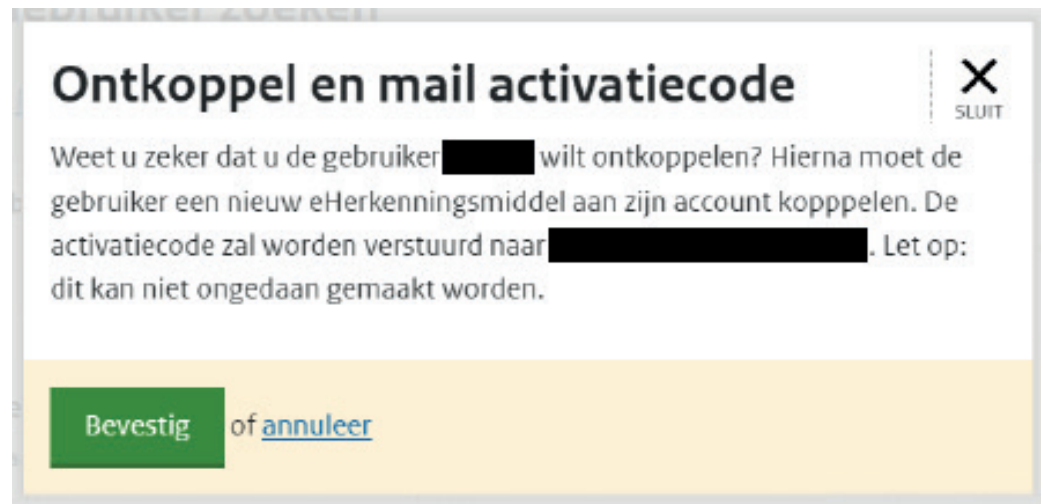 Ontkoppel en mail activatiecode
SLUIT
Weet u zeker dat u de gebruiker wilt ontkoppelen? Hierna moet de
gebruiker een nieuw eHerkenningsmiddel aan zijn account kopppelen. De
activatiecode zal worden verstuurd naar . Let op:
dit kan niet ongedaan gemaakt worden.
Bevestig of annuleer